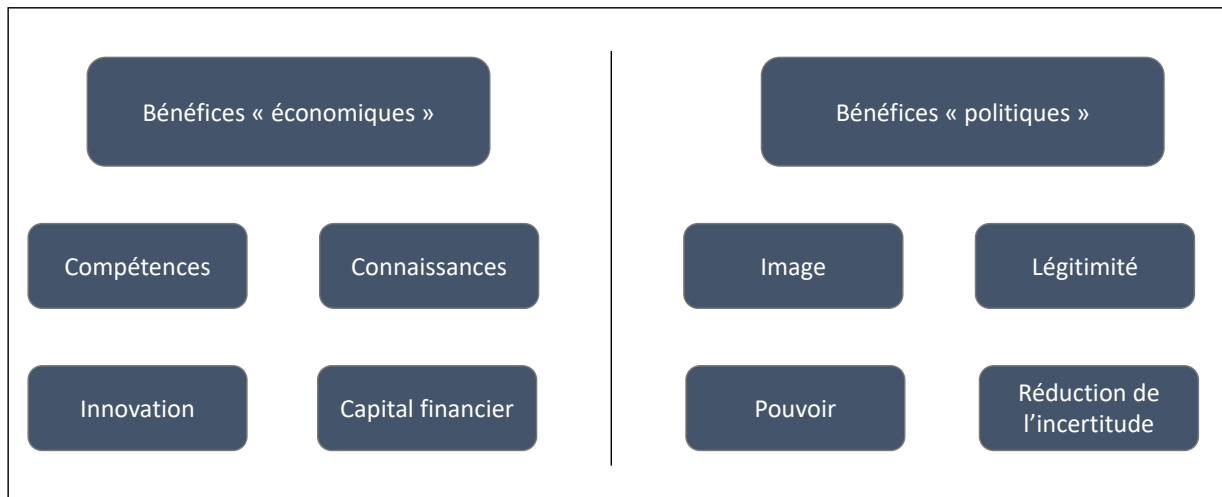 Bénéfices « économiques »
Bénéfices « politiques »
Compétences
Connaissances
Image
Légitimité
Innovation
Capital financier
Pouvoir
Réduction de
l’incertitude